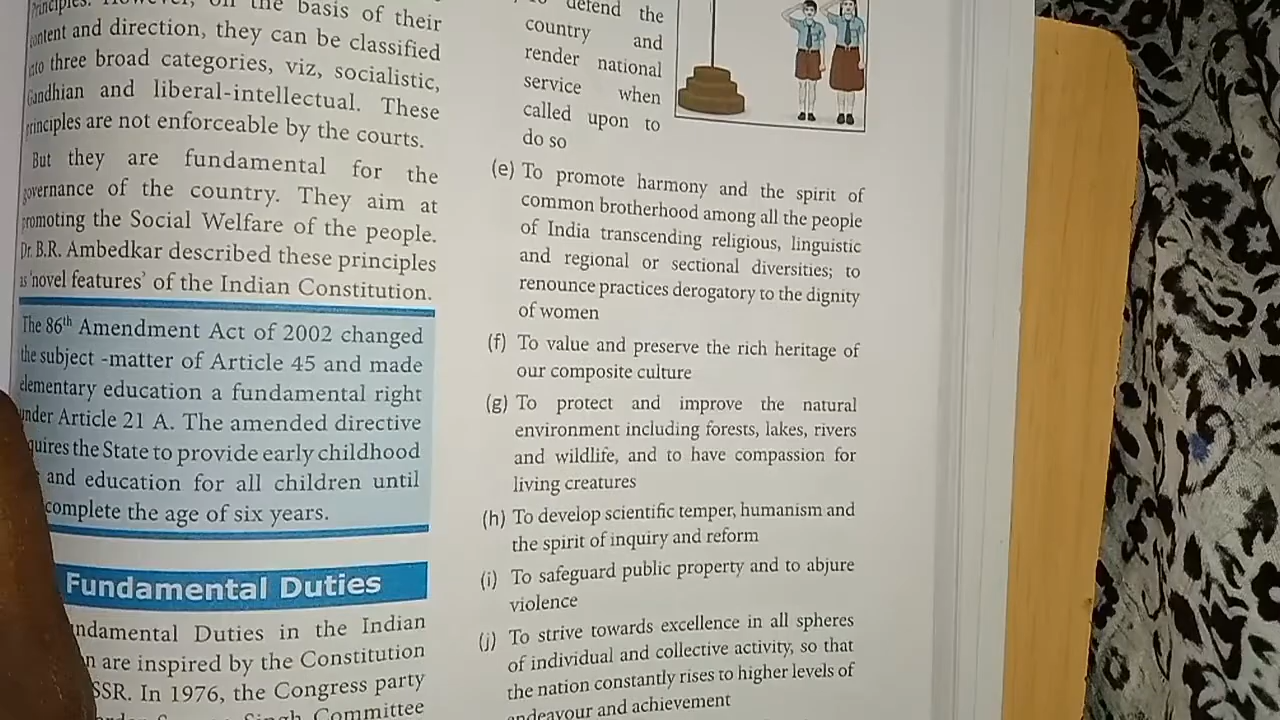 the basis of their
and direction, they can be classified
three broad categories, viz, socialistic,
Gandhian and liberal-intellectual. These
principles are not enforceable by the courts.
But they are fundamental for the
governance of the country. They aim at
promoting the Social Welfare of the people.
Dr. B.R. Ambedkar described these principles
as 'novel features' of the Indian Constitution.
The 86th Amendment Act of 2002 changed
the subject -matter of Article 45 and made
elementary education a fundamental right
under Article 21 A. The amended directive
the State to provide early childhood
and education for all children until
complete the age of six years.
Fundamental Duties
Duties in the Indian
are inspired by the Constitution
SSR. In 1976, the Congress party
Committee
defend the
country and
render national
service when
called upon to
do so
(e) To promote harmony and the spirit of
common brotherhood among all the people
of India transcending religious, linguistic
and regional or sectional diversities; to
renounce practices derogatory to the dignity
of women
(f) To value and preserve the rich heritage of
our composite culture
(g) To protect and improve the natural
environment including forests, lakes, rivers
and wildlife, and to have compassion for
living creatures
(h) To develop scientific temper, humanism and
the spirit of inquiry and reform
(i) To safeguard public property and to abjure
violence
(j) To strive towards excellence in all spheres
of individual and collective activity, so that
the nation constantly rises to higher levels of
endeavour and achievement